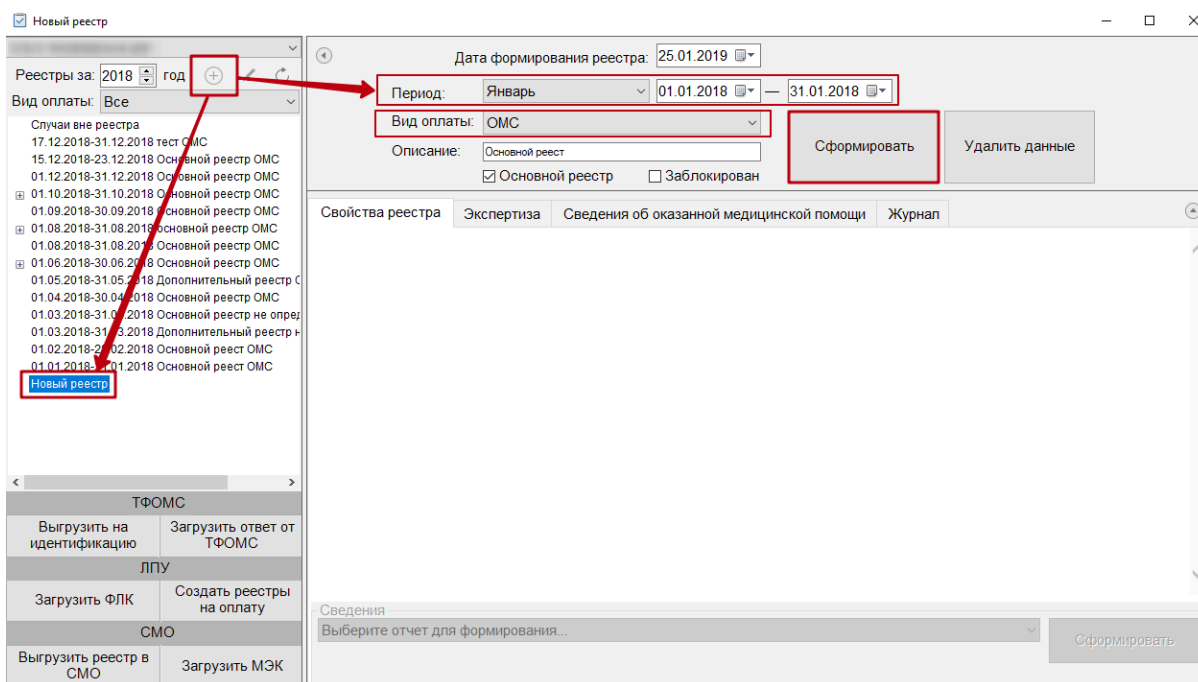 Новый реестр
Реестры за: 2018 год
Вид оплаты: Все
Случаи вне реестра
17.12.2018-31.12.2018 тест ОМС
15.12.2018-23.12.2018 Основной реестр ОМС
01.12.2018-31.12.2018 Основной реестр ОМС
01.10.2018-31.10.2018 Основной реестр ОМС
01.09.2018-30.09.2018 Основной реестр ОМС
01.08.2018-31.08.2018 основной реестр ОМС
01.08.2018-31.08.2018 Основной реестр ОМС
01.06.2018-30.06.2018 Основной реестр ОМС
01.05.2018-31.05.2018 Дополнительный реестр О
01.04.2018-30.04.2018 Основной реестр ОМС
01.03.2018-31.03.2018 Основной реестр не опред
01.03.2018-31.03.2018 Дополнительный реестр н
01.02.2018-28.02.2018 Основной реест ОМС
01.01.2018-31.01.2018 Основной реест ОМС
Новый реестр
ТФОМС
Выгрузить на идентификацию
Загрузить ответ от ТФОМС
ЛПУ
Загрузить ФЛК
Создать реестры на оплату
СМО
Выгрузить реестр в СМО
Загрузить МЭК
Дата формирования реестра: 25.01.2019
Период: Январь 01.01.2018 — 31.01.2018
Вид оплаты: ОМС
Описание: Основной реест
Основной реестр Заблокирован
Сформировать
Удалить данные
Свойства реестра Экспертиза Сведения об оказанной медицинской помощи Журнал
Сведения
Выберите отчет для формирования...
Сформировать